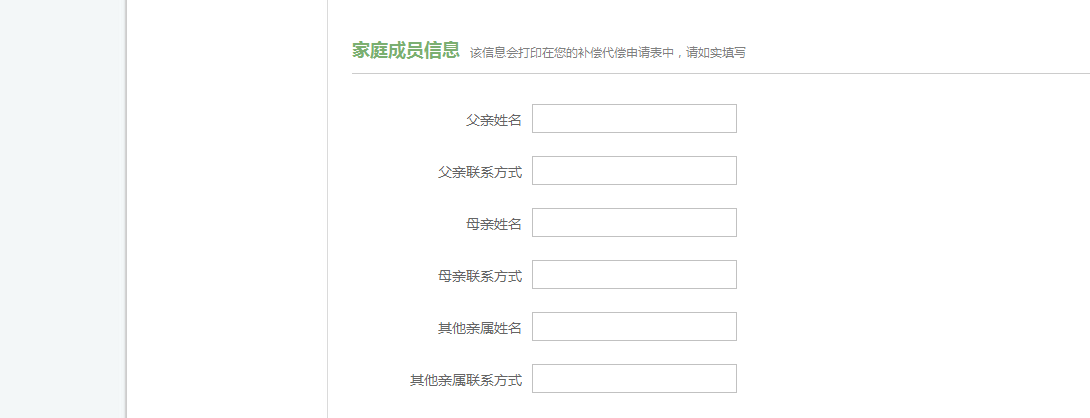 家庭成员信息 该信息会打印在您的补偿代偿申请表中，请如实填写
父亲姓名
父亲联系方式
母亲姓名
母亲联系方式
其他亲属姓名
其他亲属联系方式